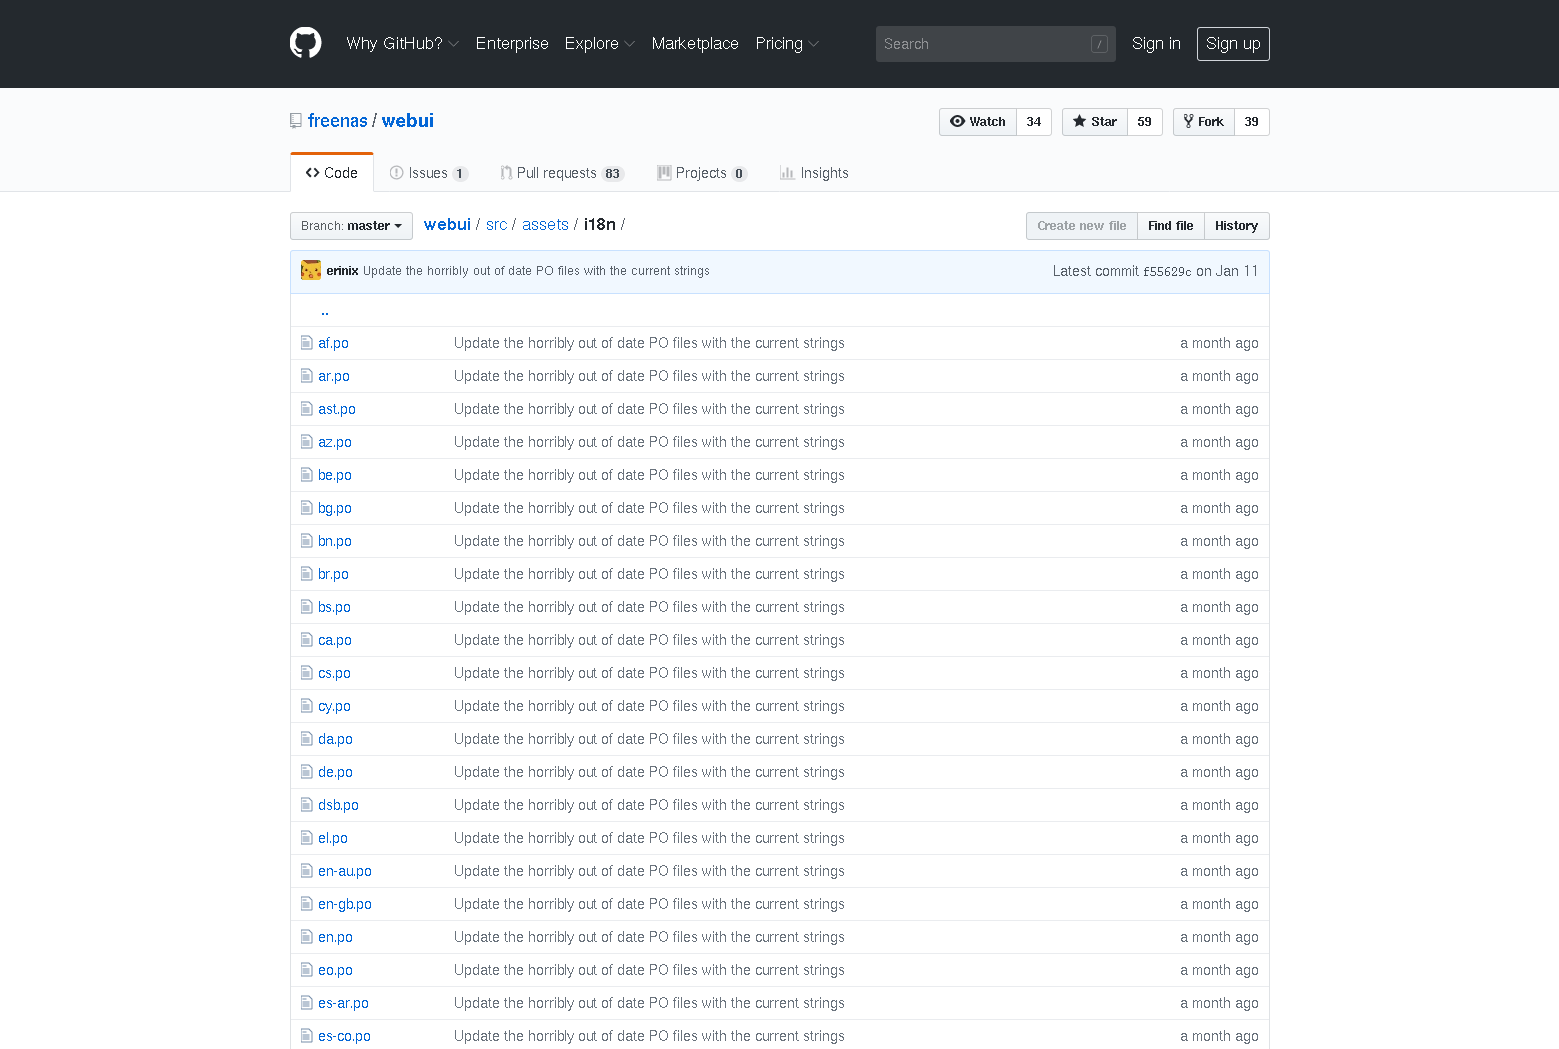 Why GitHub? Enterprise Explore Marketplace Pricing Search / Sign in Sign up
freenas / webui Watch 34 Star 59 Fork 39
Code Issues 1 Pull requests 83 Projects 0 Insights
Branch: master webui / src / assets / i18n / Create new file Find file History
erinix Update the horribly out of date PO files with the current strings Latest commit f55629c on Jan 11
..
af.po Update the horribly out of date PO files with the current strings a month ago
ar.po Update the horribly out of date PO files with the current strings a month ago
ast.po Update the horribly out of date PO files with the current strings a month ago
az.po Update the horribly out of date PO files with the current strings a month ago
be.po Update the horribly out of date PO files with the current strings a month ago
bg.po Update the horribly out of date PO files with the current strings a month ago
bn.po Update the horribly out of date PO files with the current strings a month ago
br.po Update the horribly out of date PO files with the current strings a month ago
bs.po Update the horribly out of date PO files with the current strings a month ago
ca.po Update the horribly out of date PO files with the current strings a month ago
cs.po Update the horribly out of date PO files with the current strings a month ago
cy.po Update the horribly out of date PO files with the current strings a month ago
da.po Update the horribly out of date PO files with the current strings a month ago
de.po Update the horribly out of date PO files with the current strings a month ago
dsb.po Update the horribly out of date PO files with the current strings a month ago
el.po Update the horribly out of date PO files with the current strings a month ago
en-au.po Update the horribly out of date PO files with the current strings a month ago
en-gb.po Update the horribly out of date PO files with the current strings a month ago
en.po Update the horribly out of date PO files with the current strings a month ago
eo.po Update the horribly out of date PO files with the current strings a month ago
es-ar.po Update the horribly out of date PO files with the current strings a month ago
es-co.po Update the horribly out of date PO files with the current strings a month ago